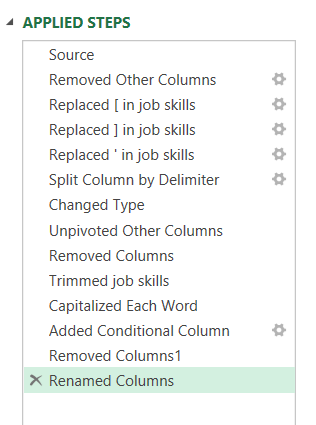 APPLIED STEPS
Source
Removed Other Columns
Replaced [ in job skills
Replaced ] in job skills
Replaced ' in job skills
Split Column by Delimiter
Changed Type
Unpivoted Other Columns
Removed Columns
Trimmed job skills
Capitalized Each Word
Added Conditional Column
Removed Columns1
Renamed Columns